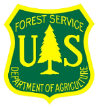 FOREST SERVICE
U S
DEPARTMENT OF AGRICULTURE